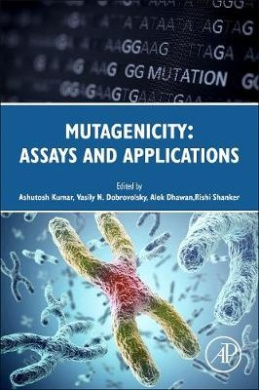 GG MUTATION
MUTAGENICITY:
ASSAYS AND APPLICATIONS
Edited by
Ashutosh Kumar, Vasily N. Dobrovolsky, Alok Dhawan,Rishi Shanker